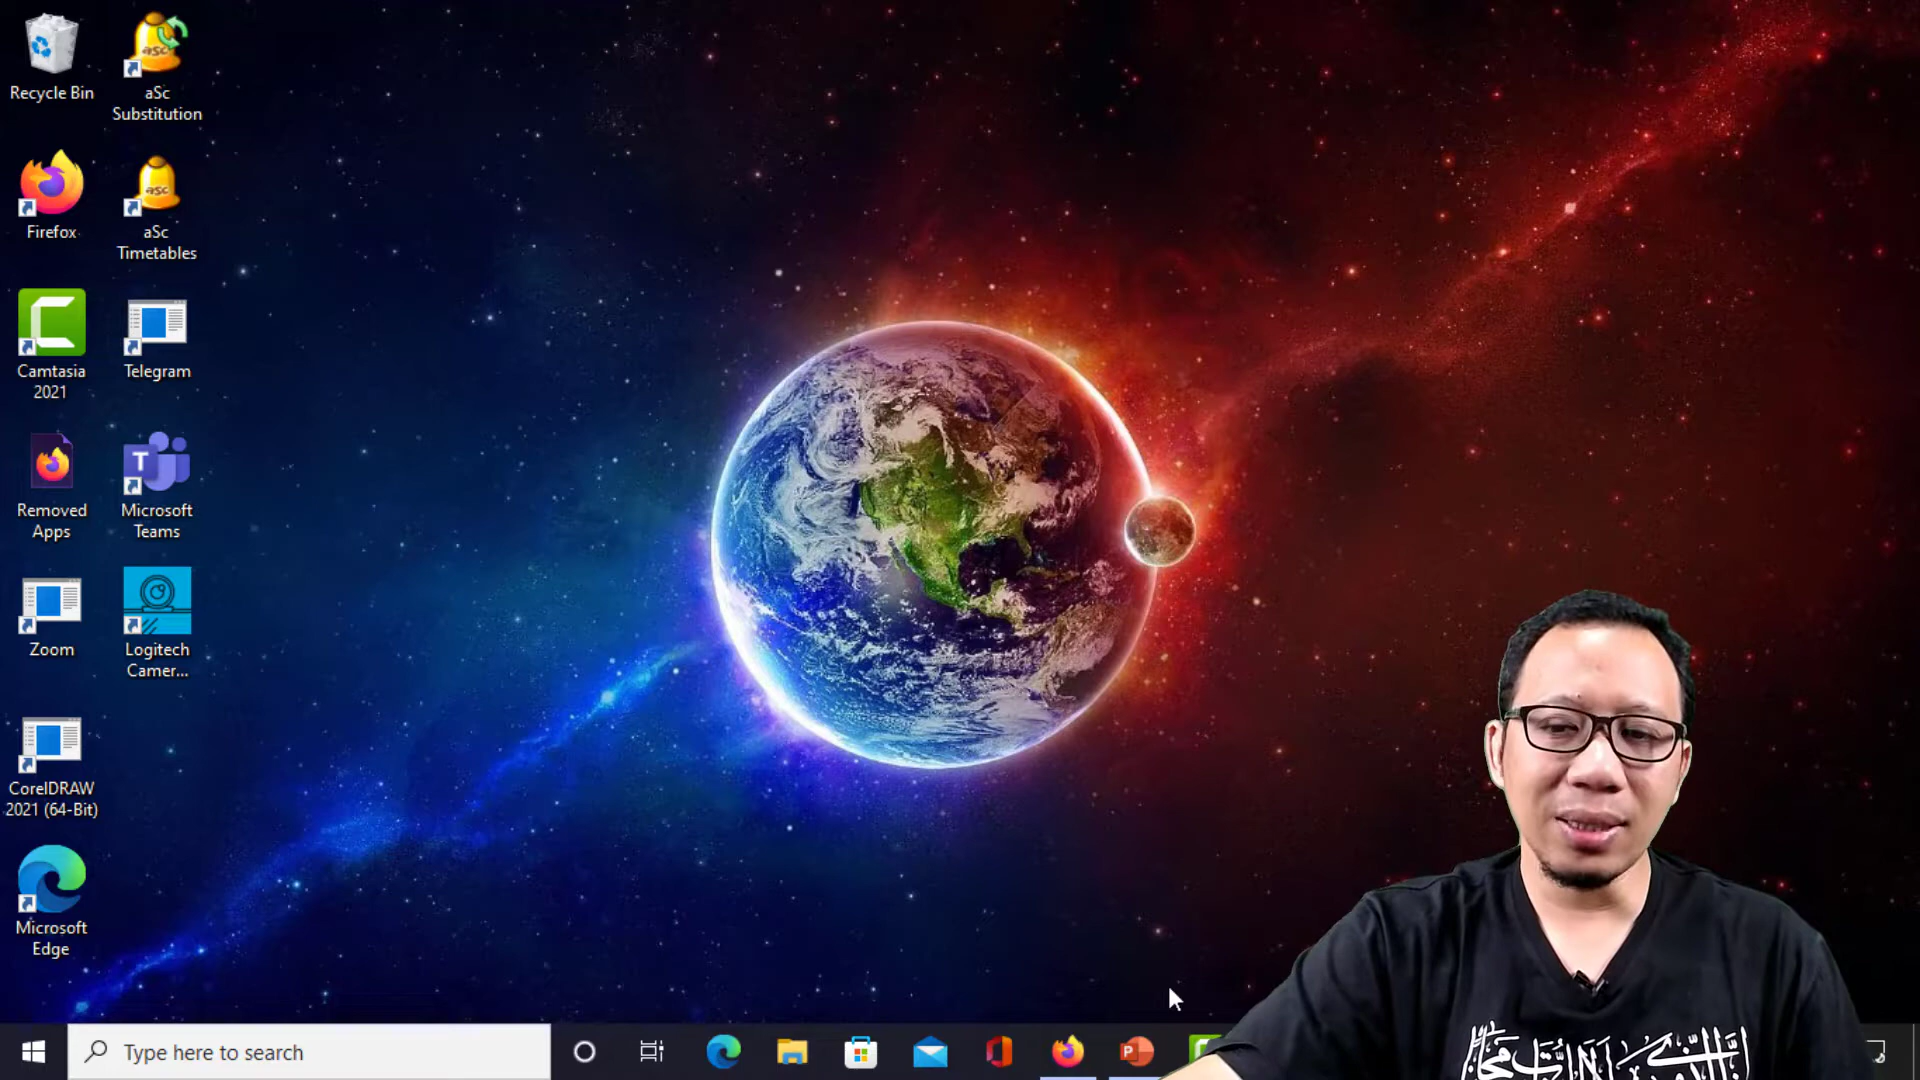 Recycle Bin
aSc
Substitution
Firefox
aSc
Timetables
Camtasia
2021
Telegram
Removed
Apps
Microsoft
Teams
Zoom
Logitech
Camer...
CorelDRAW
2021 (64-Bit)
Microsoft
Edge
Type here to search